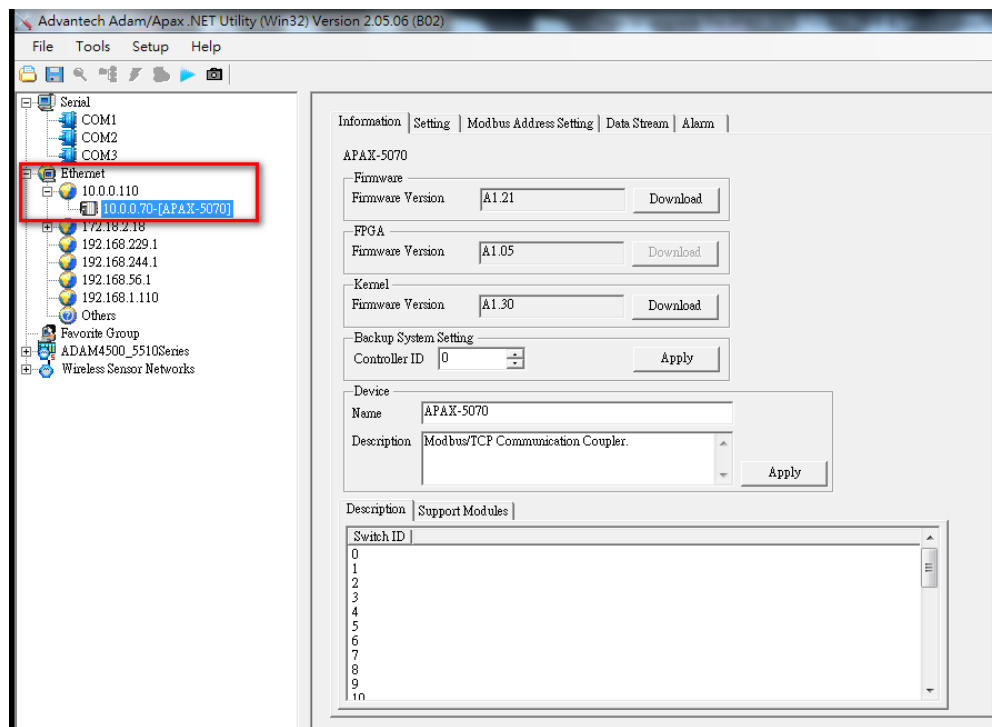 Advantech Adam/Apax .NET Utility (Win32) Version 2.05.06 (B02)
File Tools Setup Help
Serial
COM1
COM2
COM3
Ethernet
10.0.0.110
10.0.0.70-[APAX-5070]
172.18.2.18
192.168.229.1
192.168.244.1
192.168.56.1
192.168.1.110
Others
Favorite Group
ADAM4500_5510Series
Wireless Sensor Networks
Information Setting Modbus Address Setting Data Stream Alarm
APAX-5070
Firmware
Firmware Version A1.21 Download
FPGA
Firmware Version A1.05 Download
Kernel
Firmware Version A1.30 Download
Backup System Setting
Controller ID 0 Apply
Device
Name APAX-5070
Description Modbus/TCP Communication Coupler.
Apply
Description Support Modules
Switch ID
0
1
2
3
4
5
6
7
8
9
10